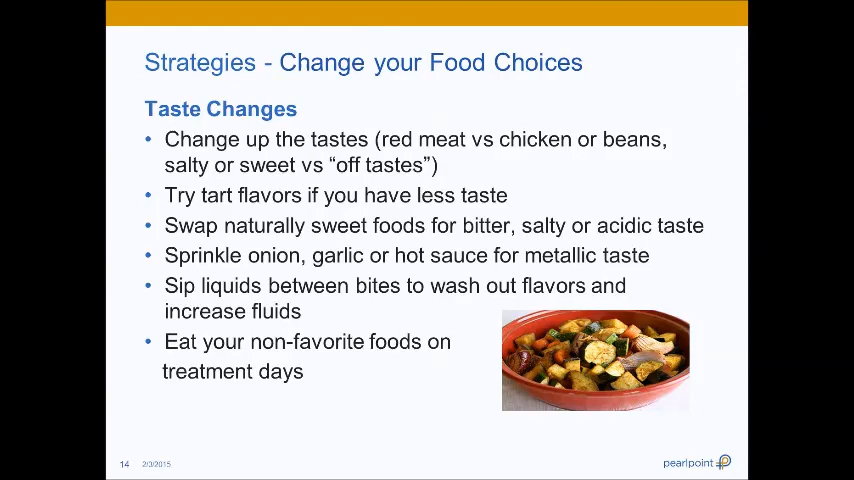 Strategies - Change your Food Choices
Taste Changes
• Change up the tastes (red meat vs chicken or beans,
salty or sweet vs “off tastes”)
• Try tart flavors if you have less taste
• Swap naturally sweet foods for bitter, salty or acidic taste
• Sprinkle onion, garlic or hot sauce for metallic taste
• Sip liquids between bites to wash out flavors and
increase fluids
• Eat your non-favorite foods on
treatment days
14 2/3/2015
pearlpoint